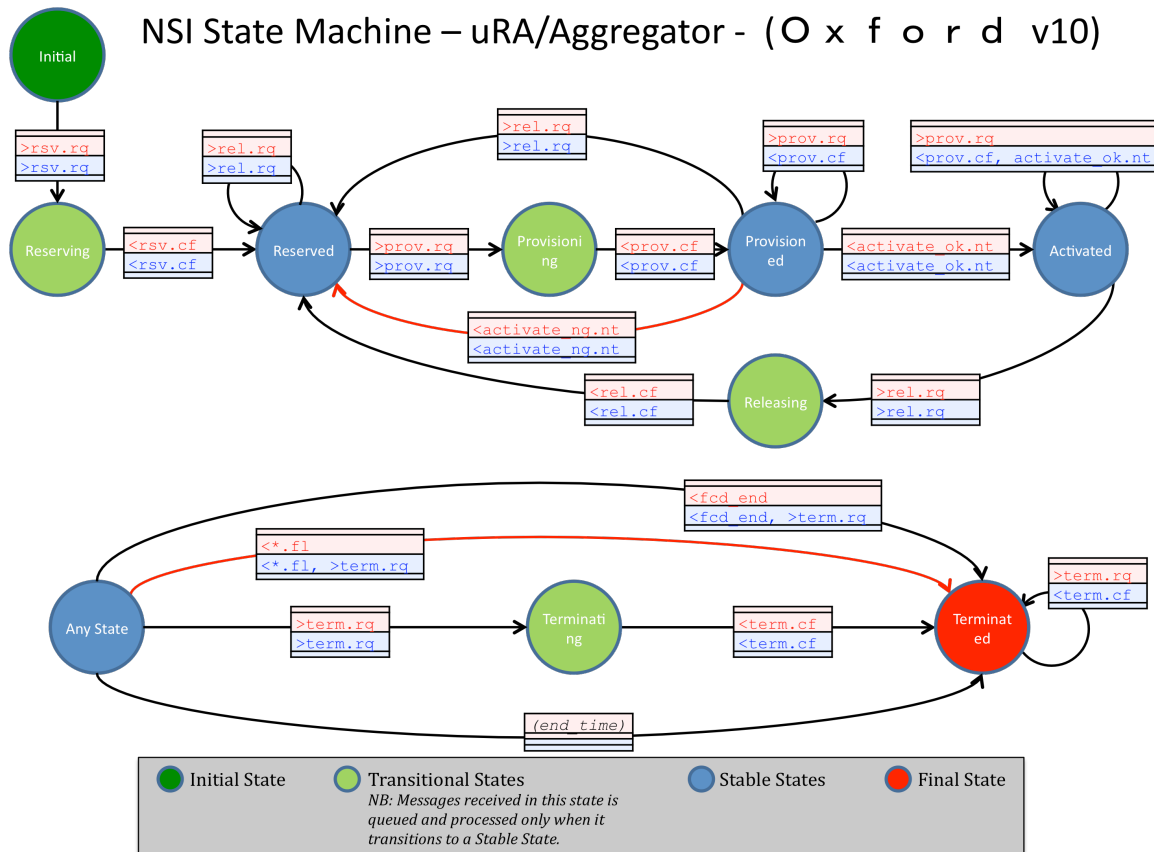 NSI State Machine – uRA/Aggregator - (Oxford v10)
Initial
>rsv.rq
>rsv.rq
>rel.rq
>rel.rq
>rel.rq
>rel.rq
>prov.rq
<prov.cf
>prov.rq
<prov.cf, activate_ok.nt
Reserving
<rsv.cf
<rsv.cf
Reserved
>prov.rq
>prov.rq
Provisioni
ng
<prov.cf
<prov.cf
Provision
ed
<activate_ok.nt
<activate_ok.nt
Activated
<activate_ng.nt
<activate_ng.nt
<rel.cf
<rel.cf
Releasing
>rel.rq
>rel.rq
<fcd_end
<fcd_end, >term.rq
<*.fl
<*.fl, >term.rq
>term.rq
<term.cf
Any State
>term.rq
>term.rq
Terminati
ng
<term.cf
<term.cf
Terminat
ed
(end_time)
Initial State
Transitional States
NB: Messages received in this state is
queued and processed only when it
transitions to a Stable State.
Stable States
Final State